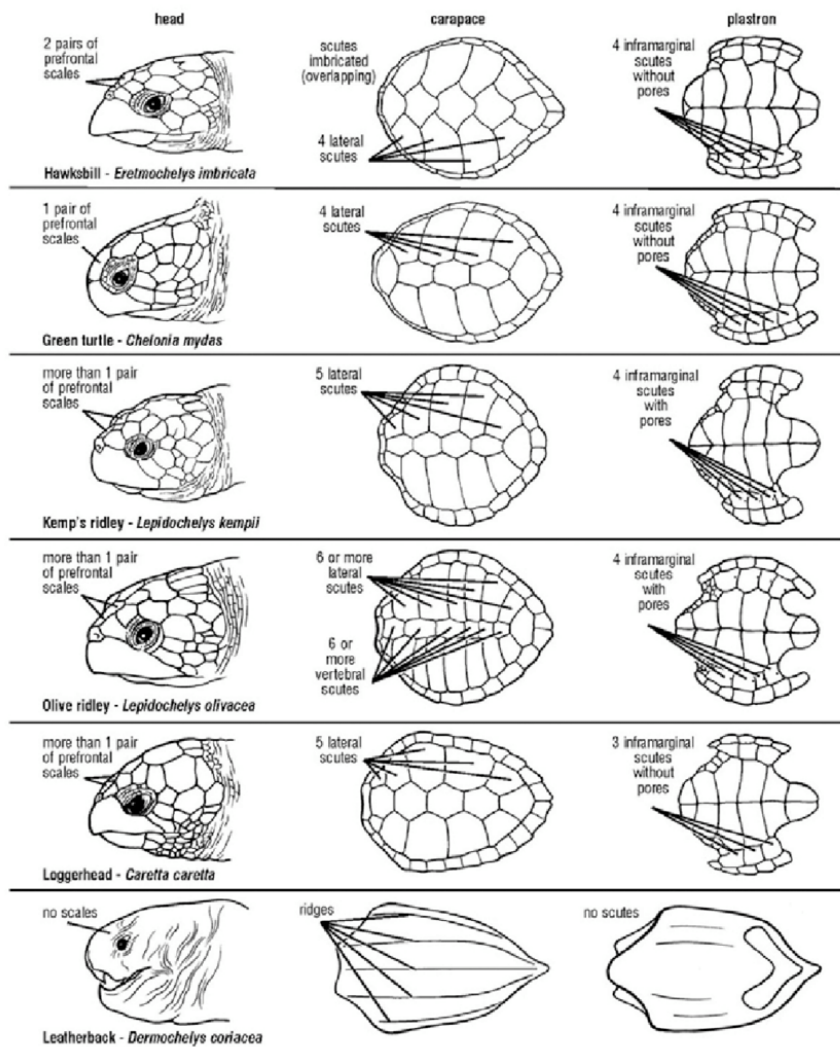 head
carapace
plastron
2 pairs of
prefrontal
scales
scutes
imbricated
(overlapping)
4 lateral
scutes
4 inframarginal
scutes
without
pores
Hawksbill - Eretmochelys imbricata
1 pair of
prefrontal
scales
4 lateral
scutes
4 inframarginal
scutes
without
pores
Green turtle - Chelonia mydas
more than 1 pair
of prefrontal
scales
5 lateral
scutes
4 inframarginal
scutes
with
pores
Kemp's ridley - Lepidochelys kempii
more than 1 pair
of prefrontal
scales
6 or more
lateral
scutes
6 or
more
vertebral
scutes
4 inframarginal
scutes
with
pores
Olive ridley - Lepidochelys olivacea
more than 1 pair
of prefrontal
scales
5 lateral
scutes
3 inframarginal
scutes
without
pores
Loggerhead - Caretta caretta
no scales
ridges
no scutes
Leatherback - Dermochelys coriacea